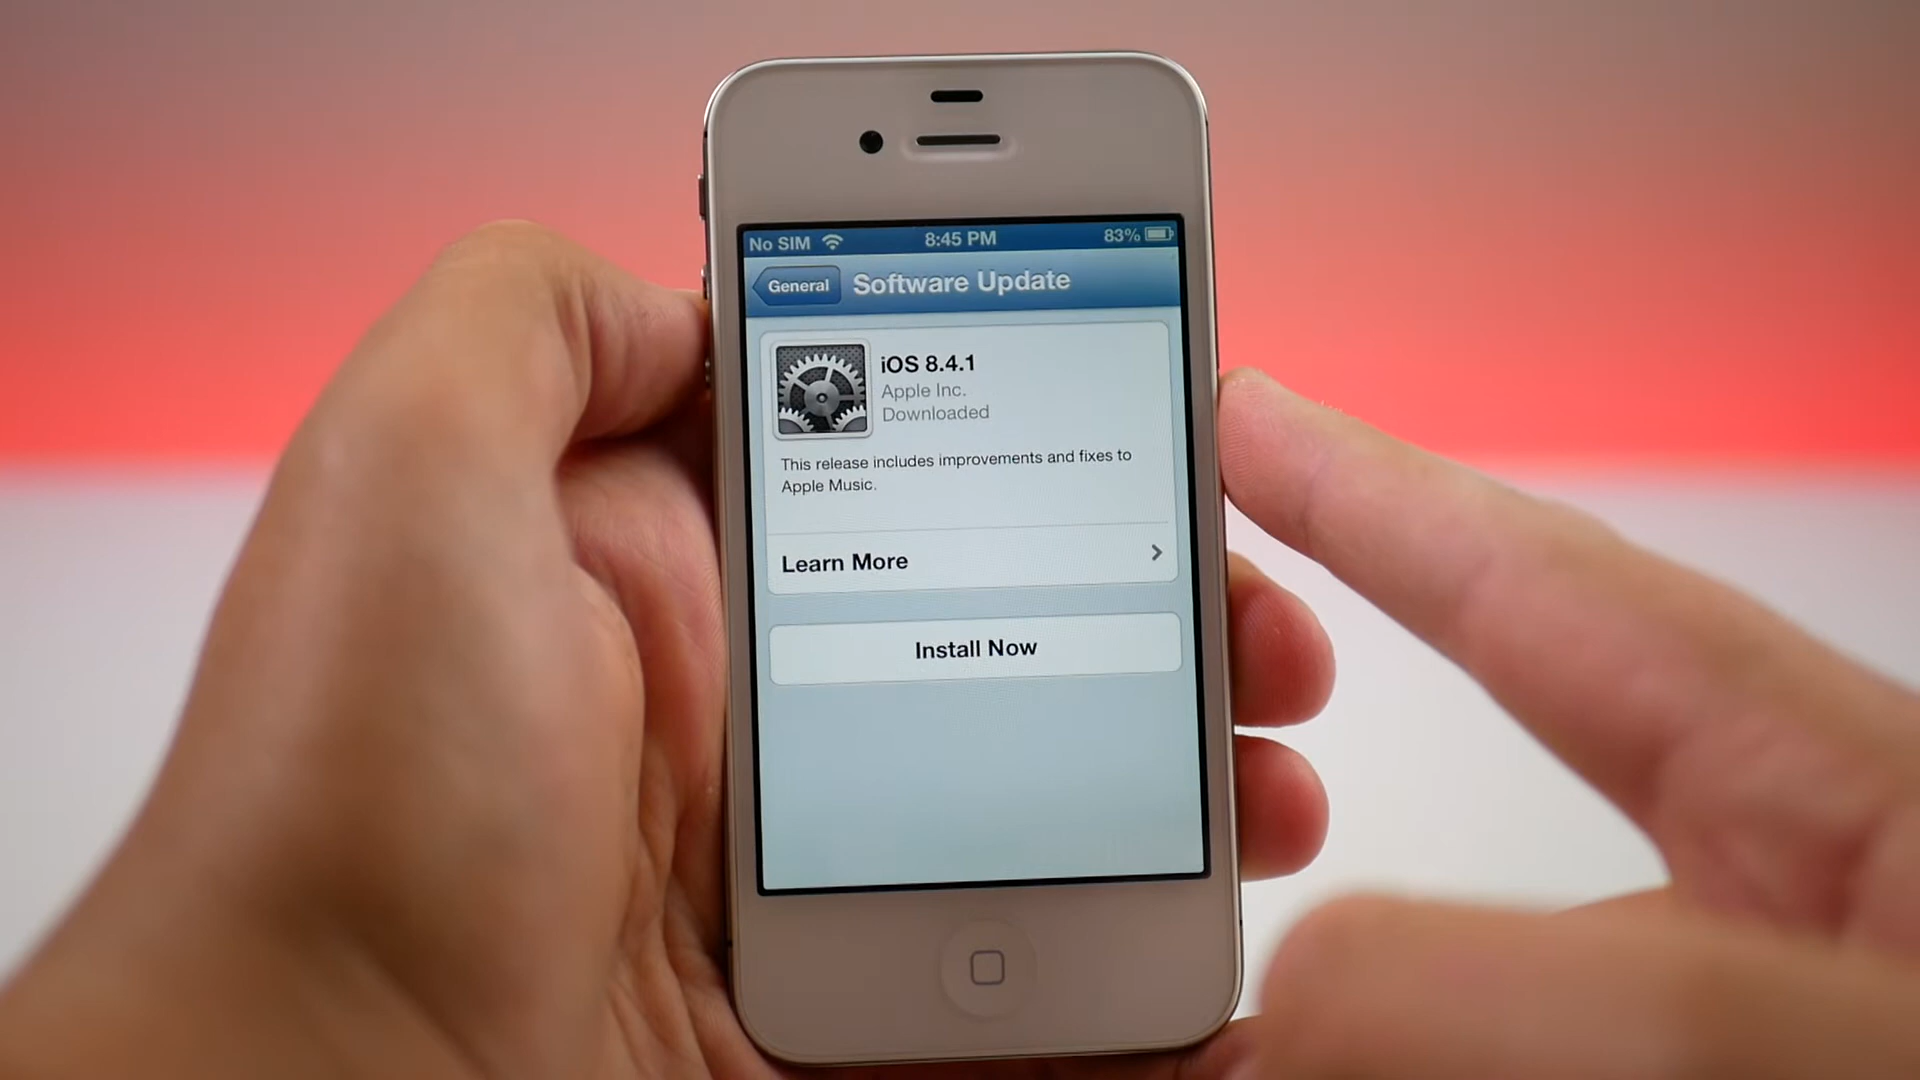 No SIM 8:45 PM 83%
General Software Update
iOS 8.4.1
Apple Inc.
Downloaded
This release includes improvements and fixes to
Apple Music.
Learn More
Install Now